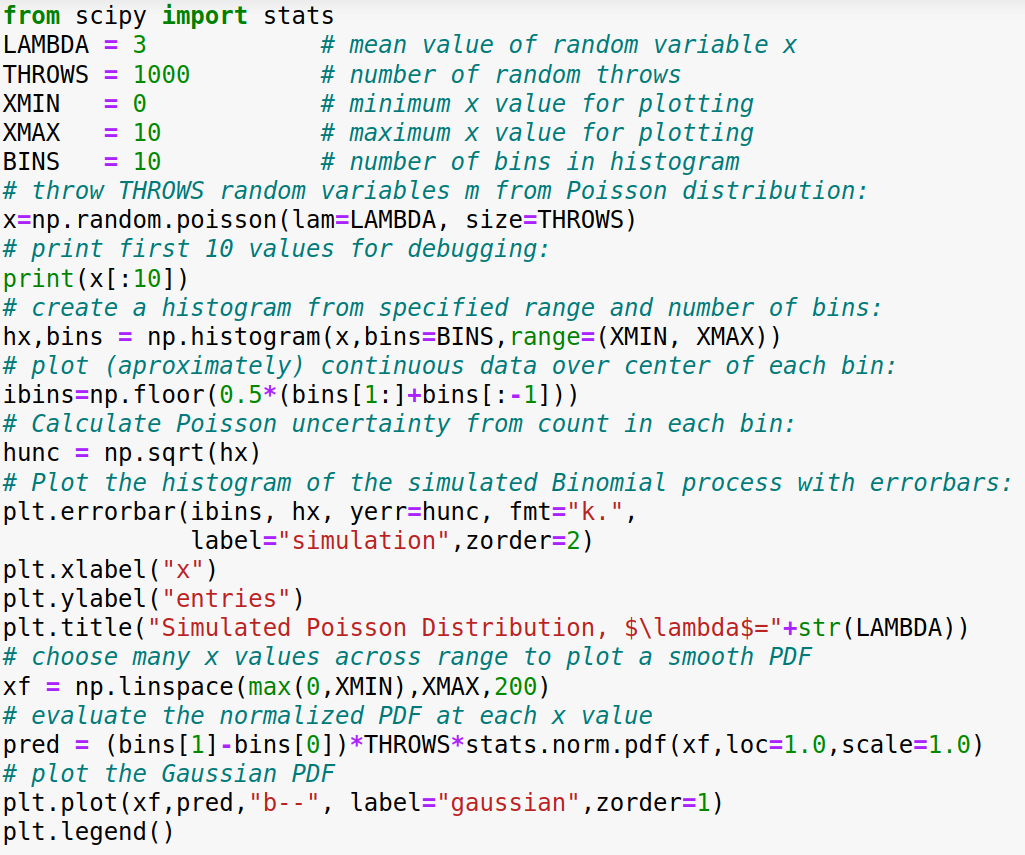 from scipy import stats
LAMBDA = 3            # mean value of random variable x
THROWS = 1000         # number of random throws
XMIN   = 0            # minimum x value for plotting
XMAX   = 10           # maximum x value for plotting
BINS   = 10           # number of bins in histogram
# throw THROWS random variables m from Poisson distribution:
x=np.random.poisson(lam=LAMBDA, size=THROWS)
# print first 10 values for debugging:
print(x[:10])
# create a histogram from specified range and number of bins:
hx,bins = np.histogram(x,bins=BINS,range=(XMIN, XMAX))
# plot (aproximately) continuous data over center of each bin:
ibins=np.floor(0.5*(bins[1:]+bins[:-1]))
# Calculate Poisson uncertainty from count in each bin:
hunc = np.sqrt(hx)
# Plot the histogram of the simulated Binomial process with errorbars:
plt.errorbar(ibins, hx, yerr=hunc, fmt="k.",
             label="simulation",zorder=2)
plt.xlabel("x")
plt.ylabel("entries")
plt.title("Simulated Poisson Distribution, $\lambda$="+str(LAMBDA))
# choose many x values across range to plot a smooth PDF
xf = np.linspace(max(0,XMIN),XMAX,200)
# evaluate the normalized PDF at each x value
pred = (bins[1]-bins[0])*THROWS*stats.norm.pdf(xf,loc=1.0,scale=1.0)
# plot the Gaussian PDF
plt.plot(xf,pred,"b--", label="gaussian",zorder=1)
plt.legend()